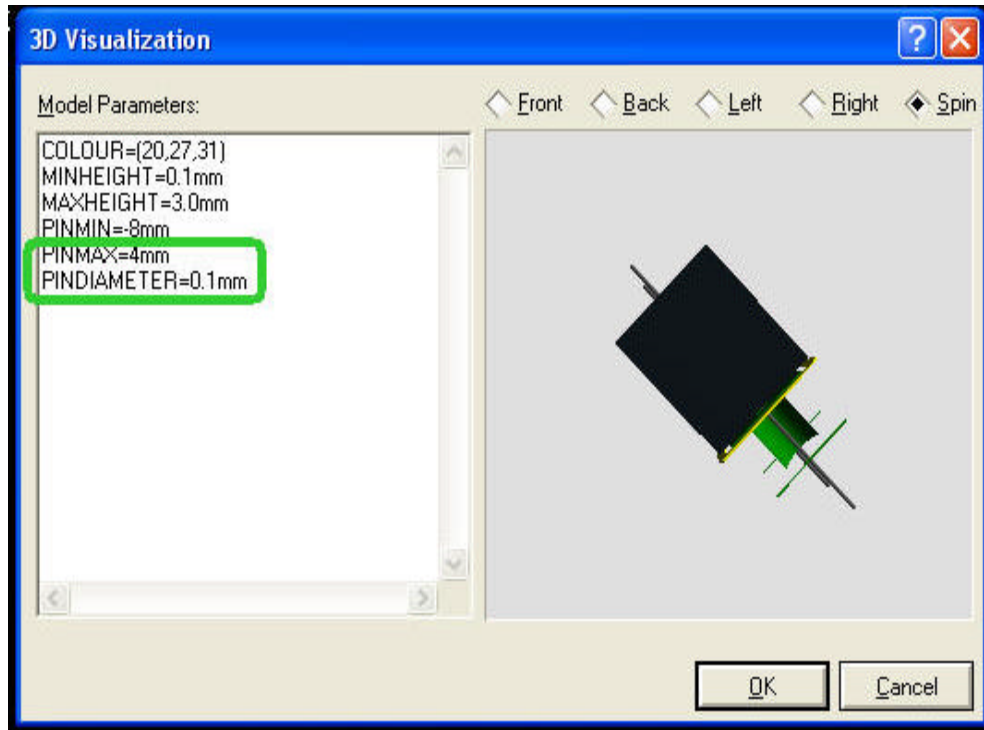 3D Visualization
Model Parameters:
Front Back Left Right Spin
COLOUR=(20,27,31)
MINHEIGHT=0.1mm
MAXHEIGHT=3.0mm
PINMIN=-8mm
PINMAX=4mm
PINDIAMETER=0.1mm
OK Cancel